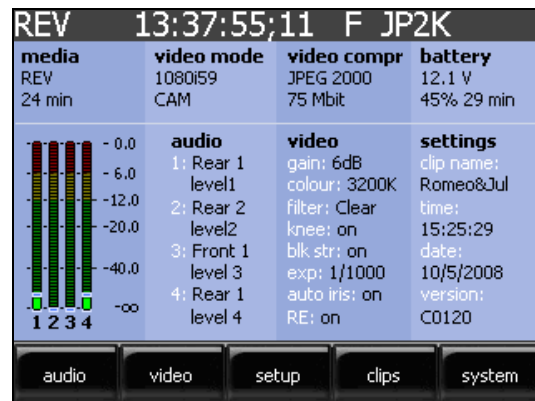 REV 13:37:55;11 F JP2K
media
REV
24 min
video mode
1080i59
CAM
video compr
JPEG 2000
75 Mbit
battery
12.1 V
45% 29 min
- 0.0
- 6.0
-12.0
-20.0
-40.0
-∞
1 2 3 4
audio
1: Rear 1
level1
2: Rear 2
level2
3: Front 1
level 3
4: Rear 1
level 4
video
gain: 6dB
colour: 3200K
filter: Clear
knee: on
blk str: on
exp: 1/1000
auto iris: on
RE: on
settings
clip name:
Romeo&Jul
time:
15:25:29
date:
10/5/2008
version:
C0120
audio video setup clips system